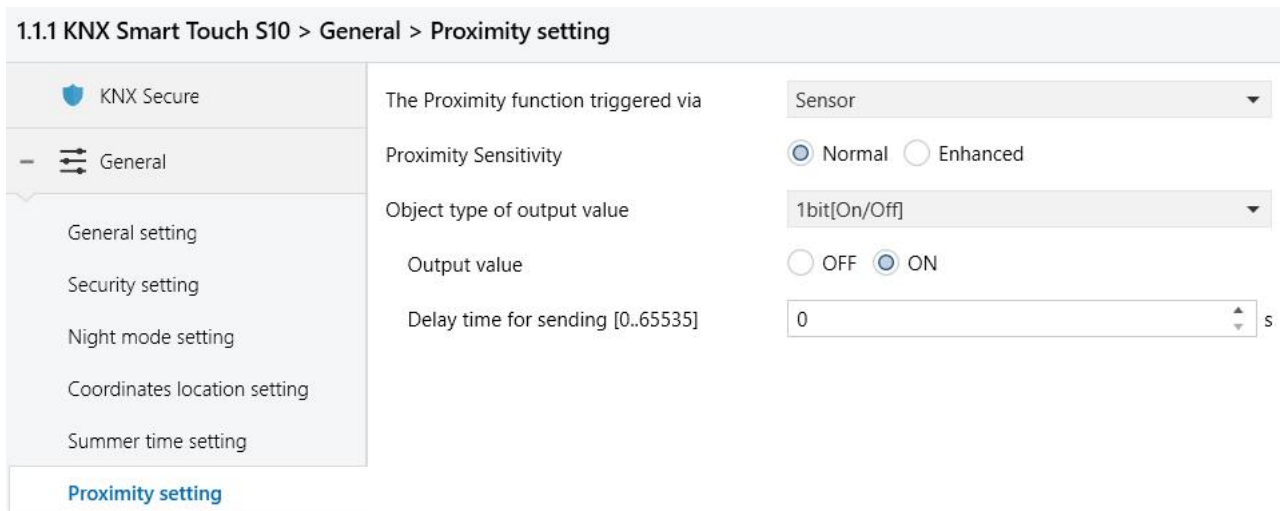 1.1.1 KNX Smart Touch S10 > General > Proximity setting
KNX Secure
General
General setting
Security setting
Night mode setting
Coordinates location setting
Summer time setting
Proximity setting
The Proximity function triggered via Sensor
Proximity Sensitivity Normal Enhanced
Object type of output value 1bit[On/Off]
Output value OFF ON
Delay time for sending [0..65535] 0 s